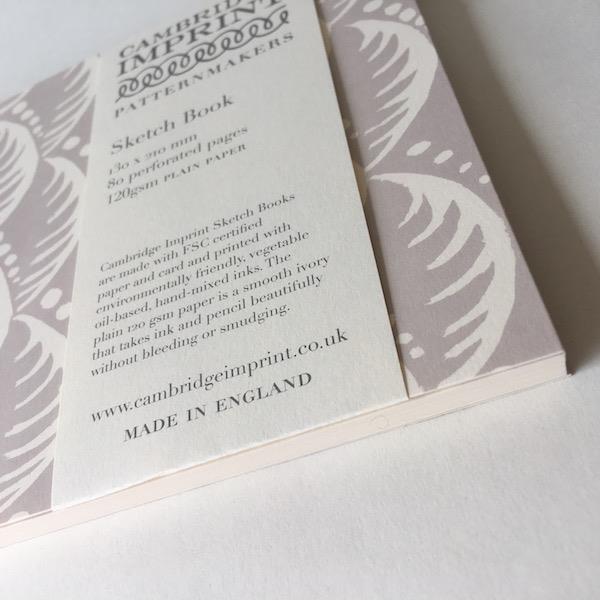 CAMBRIDGE
IMPRINT
PATTERNMAKERS
Sketch Book
130 x 210 mm
80 perforated pages
120gsm PLAIN PAPER
Cambridge Imprint Sketch Books
are made with FSC certified
paper and card and printed with
environmentally friendly, vegetable
oil-based, hand-mixed inks. The
plain 120 gsm paper is a smooth ivory
that takes ink and pencil beautifully
without bleeding or smudging.
www.cambridgeimprint.co.uk
MADE IN ENGLAND